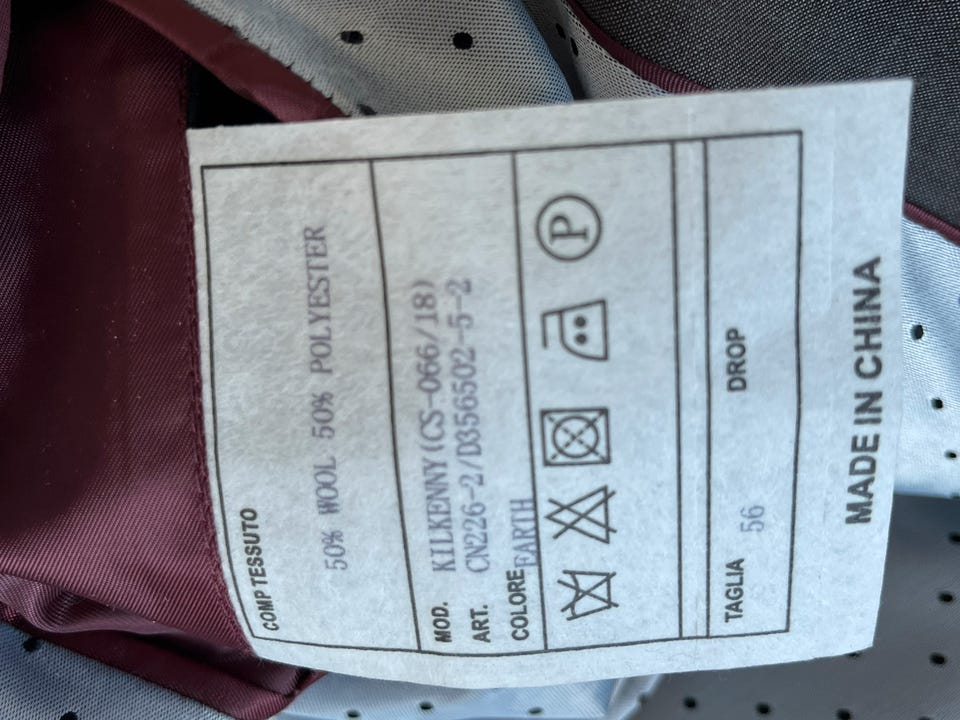 COMP TESSUTO
50% WOOL 50% POLYESTER
MOD. KILKENNY(CS-066/18)
ART. CN226-2/D356502-5-2
COLORE EARTH
P
TAGLIA 56 DROP
MADE IN CHINA